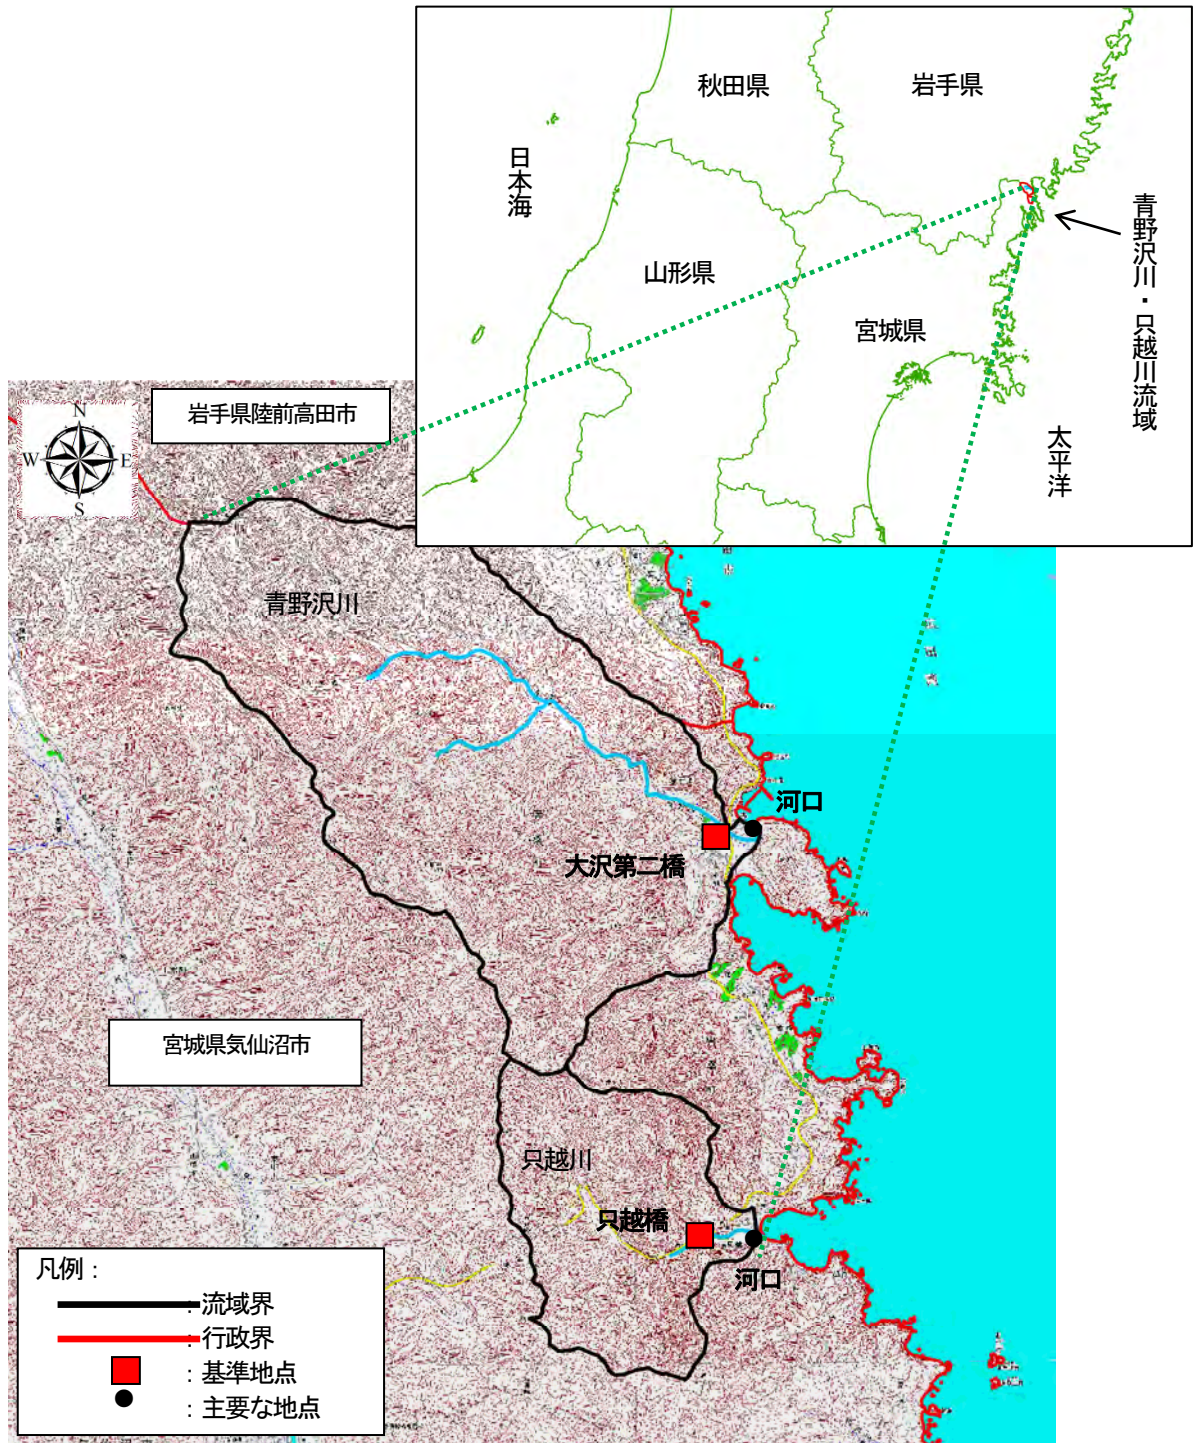 秋田県
岩手県
日本海
青野沢川・只越川流域
山形県
宮城県
太平洋
岩手県陸前高田市
N
W
E
S
青野沢川
河口
大沢第二橋
宮城県気仙沼市
只越川
只越橋
河口
凡例：
：流域界
：行政界
：基準地点
：主要な地点